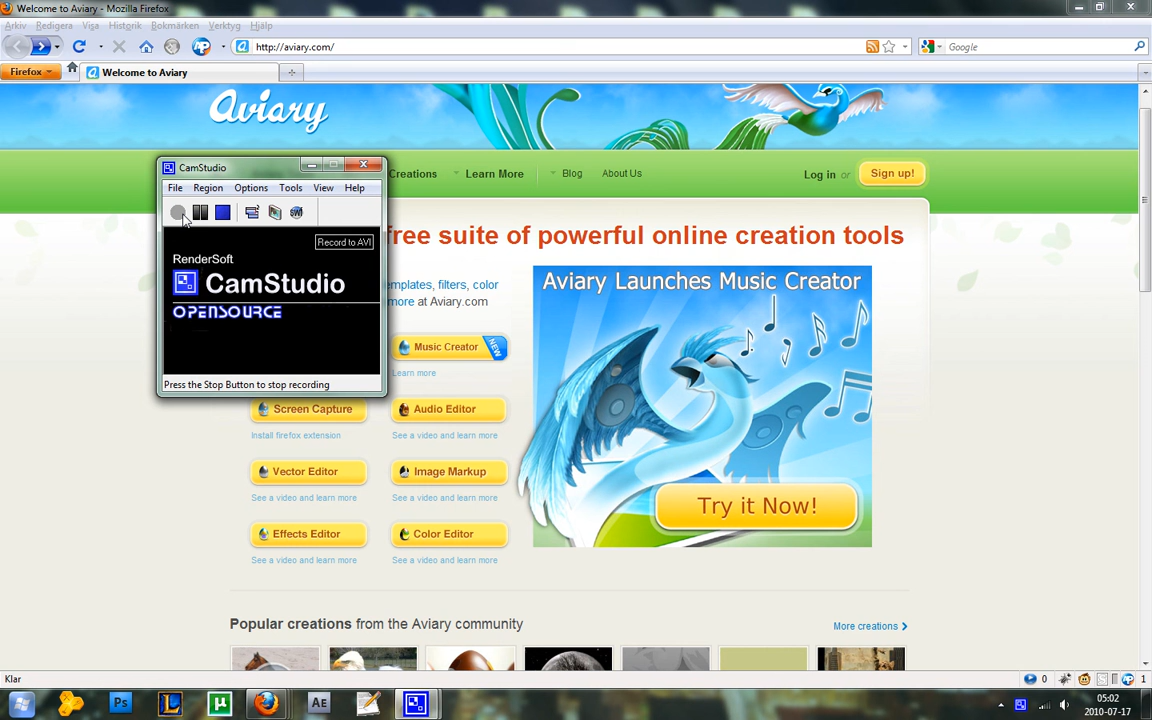 Welcome to Aviary - Mozilla Firefox
Arkiv Redigera Visa Historik Bokmärken Verktyg Hjälp
http://aviary.com/
Google
Firefox
Welcome to Aviary
Aviary
CamStudio
Creations
Learn More
Blog
About Us
Log in or
Sign up!
File Region Options Tools View Help
Record to AVI
RenderSoft
CamStudio
OPENSOURCE
Press the Stop Button to stop recording
free suite of powerful online creation tools
emplates, filters, color
more at Aviary.com
Music Creator
NEW
Learn more
Aviary Launches Music Creator
Try it Now!
Screen Capture
Audio Editor
Install firefox extension
See a video and learn more
Vector Editor
Image Markup
See a video and learn more
See a video and learn more
Effects Editor
Color Editor
See a video and learn more
See a video and learn more
Popular creations from the Aviary community
More creations
Klar
0
1
Ps
L
µ
AE
05:02
2010-07-17